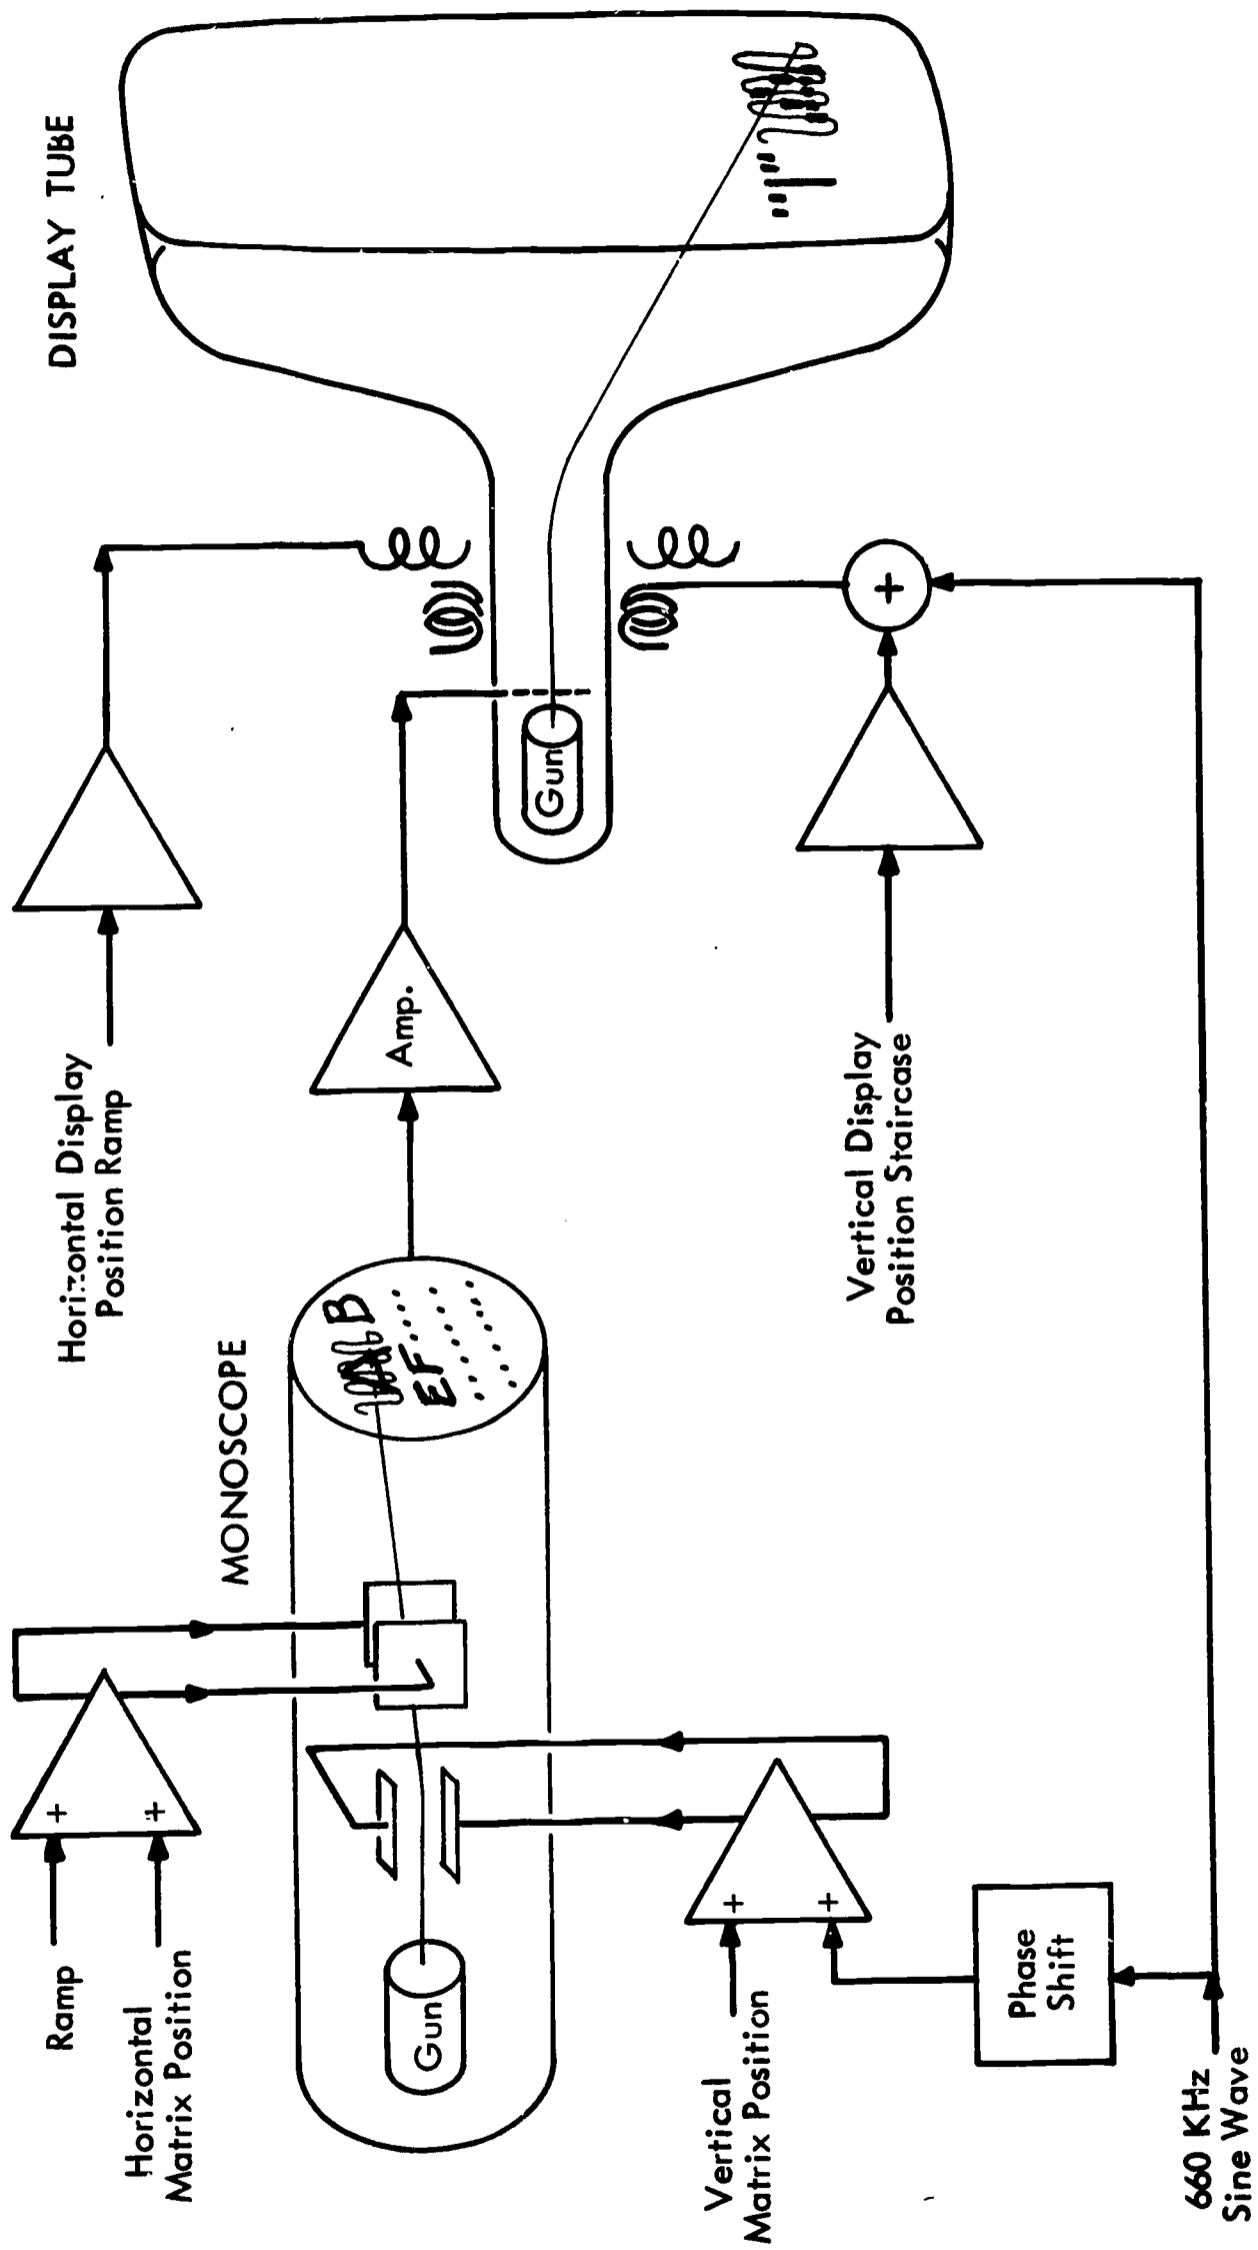 DISPLAY TUBE
Horizontal Display
Position Ramp
MONOSCOPE
Ramp
+
+
Horizontal
Matrix Position
Gun
B
EF
Amp.
Gun
"I"
+
Vertical Display
Position Staircase
+
+
Vertical
Matrix Position
Phase
Shift
660 KHz
Sine Wave